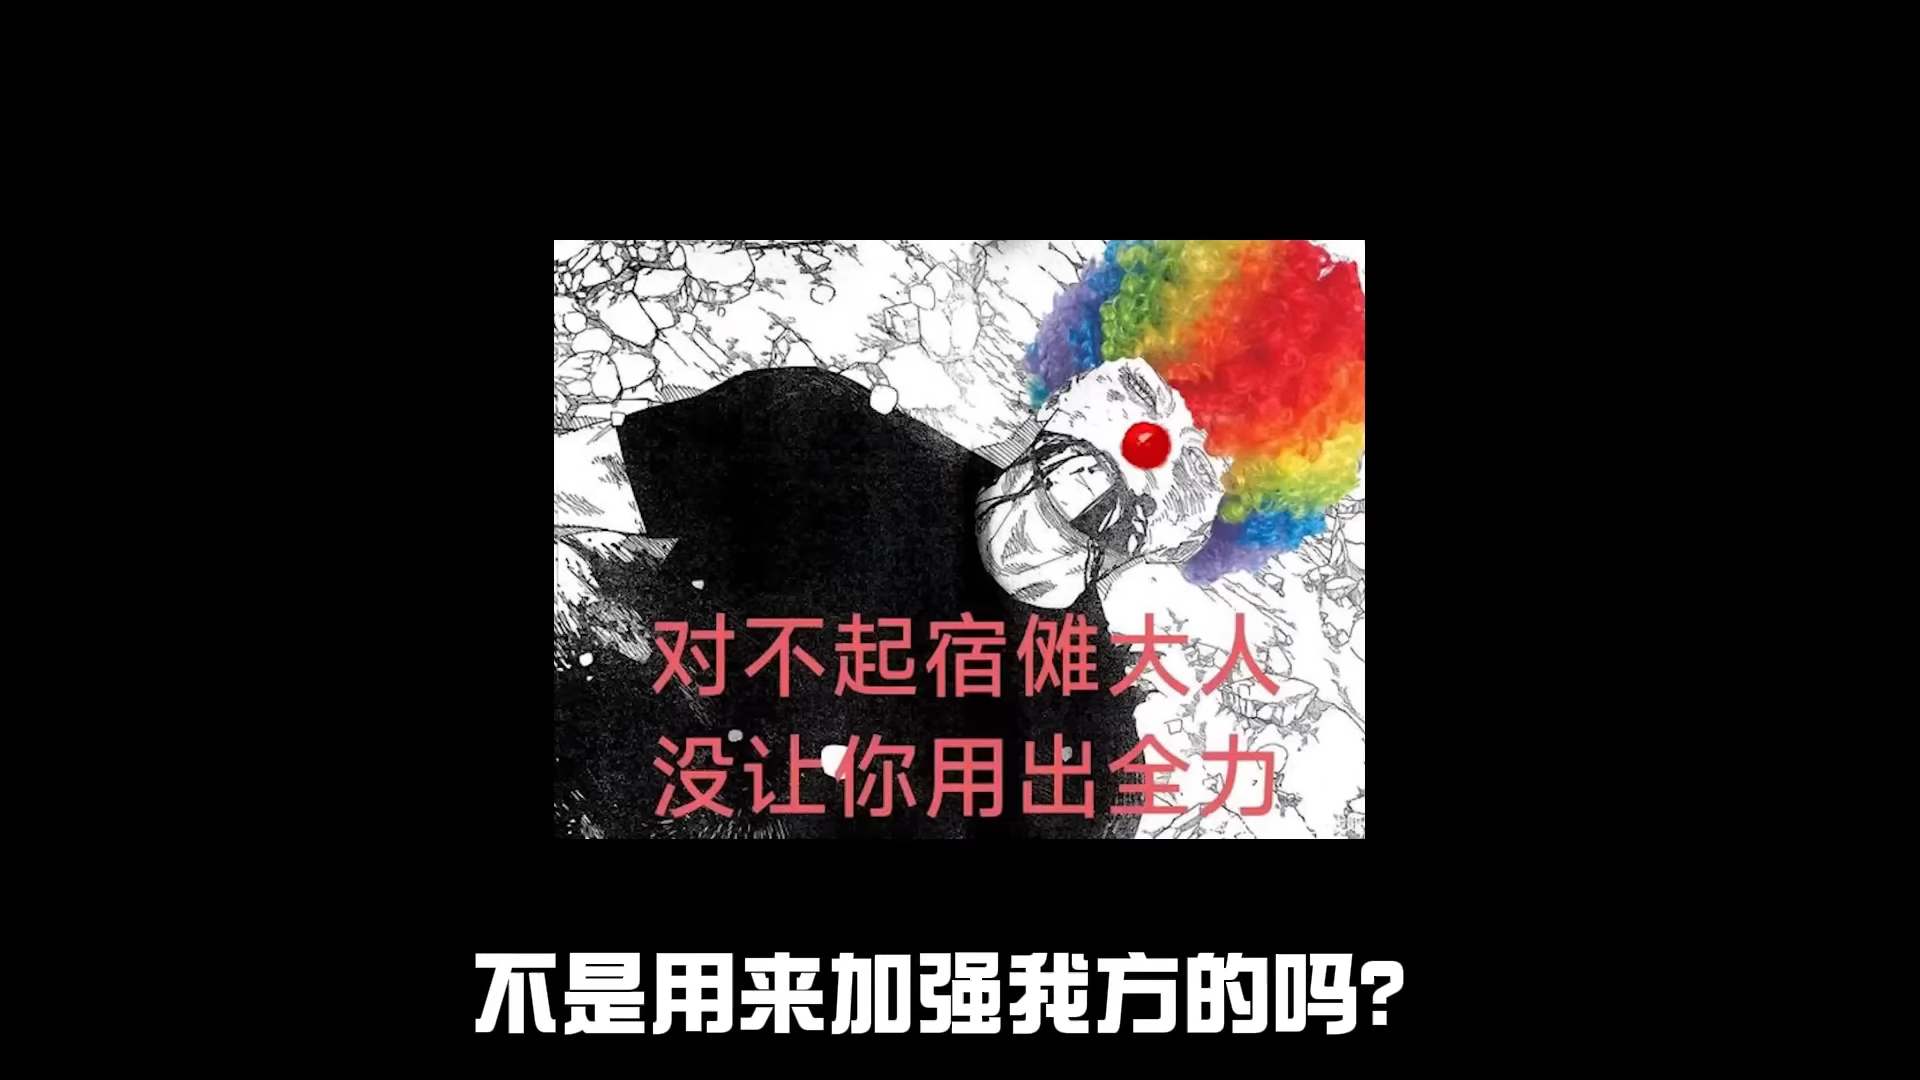 对不起宿傩大人
没让你用出全力
不是用来加强我方的吗?